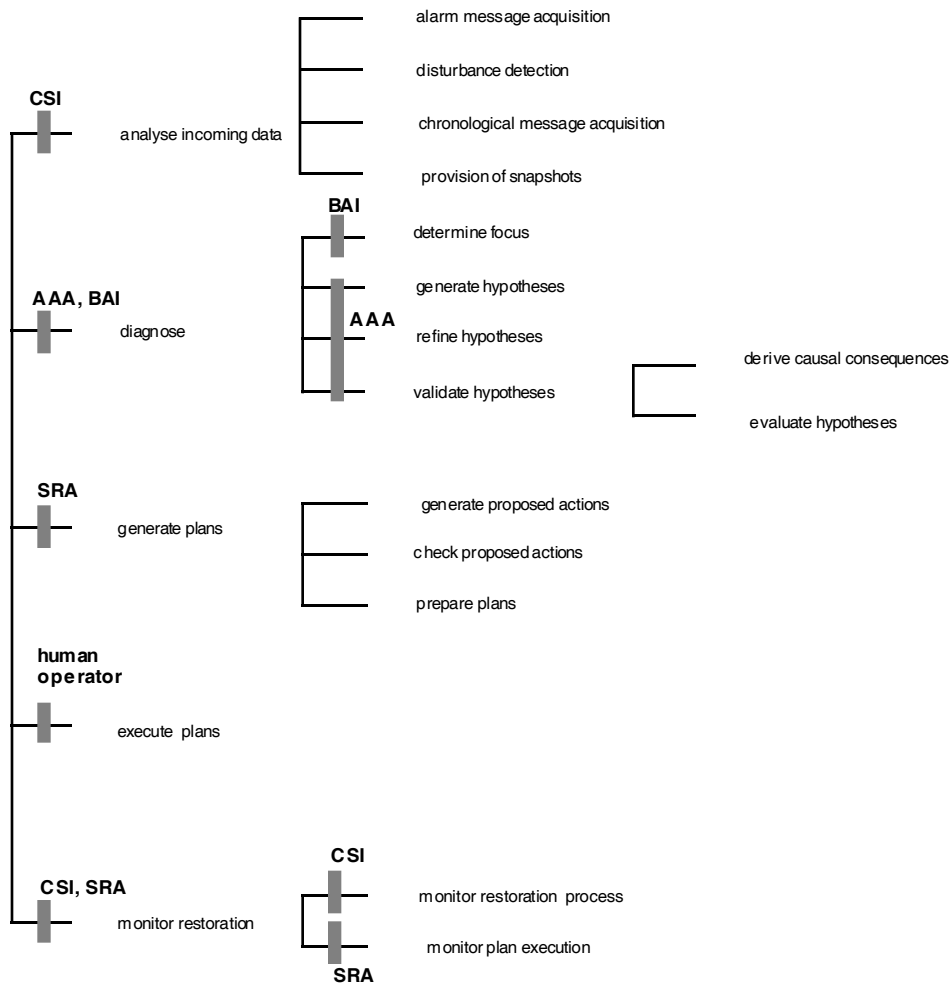 alarm message acquisition
disturbance detection
CSI
analyse incoming data
chronological message acquisition
provision of snapshots
BAI
determine focus
AAA, BAI
diagnose
generate hypotheses
AAA
refine hypotheses
validate hypotheses
derive causal consequences
evaluate hypotheses
SRA
generate plans
generate proposed actions
check proposed actions
prepare plans
human
operator
execute plans
CSI, SRA
monitor restoration
CSI
monitor restoration process
monitor plan execution
SRA